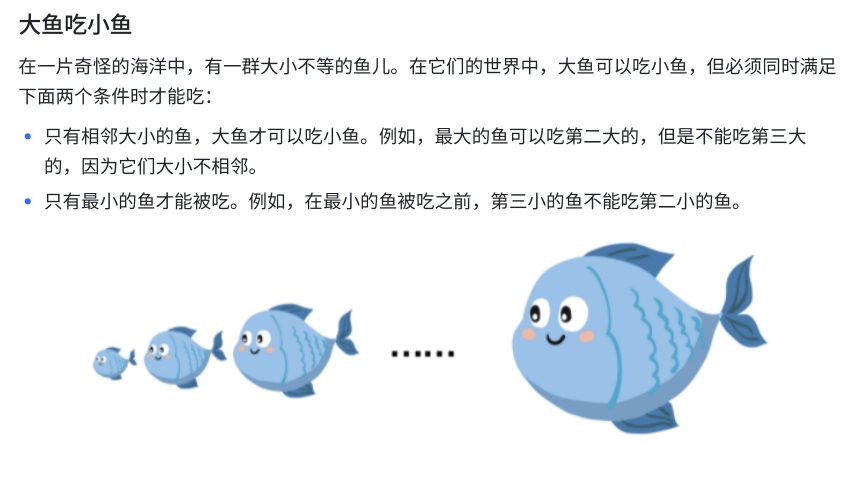 大鱼吃小鱼
在一片奇怪的海洋中，有一群大小不等的鱼儿。在它们的世界中，大鱼可以吃小鱼，但必须同时满足
下面两个条件时才能吃：
• 只有相邻大小的鱼，大鱼才可以吃小鱼。例如，最大的鱼可以吃第二大的，但是不能吃第三大
的，因为它们大小不相邻。
• 只有最小的鱼才能被吃。例如，在最小的鱼被吃之前，第三小的鱼不能吃第二小的鱼。
……